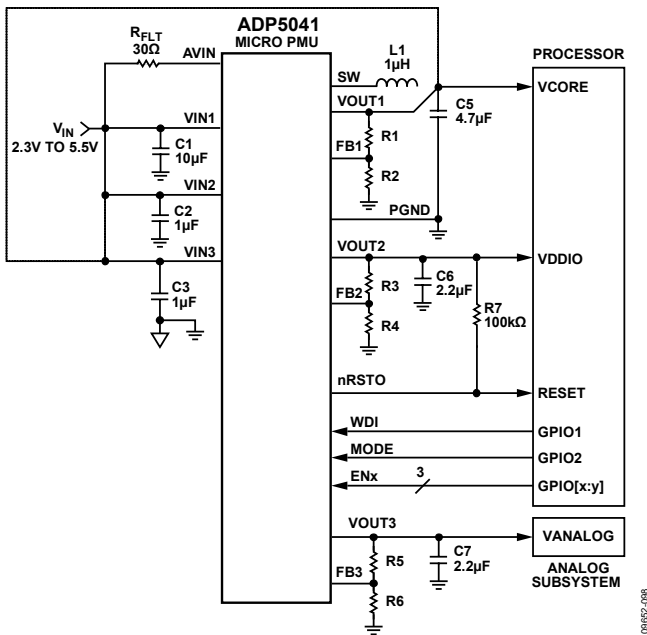 ADP5041
MICRO PMU
RFLT
30Ω
AVIN
VIN
2.3V TO 5.5V
VIN1
C1
10µF
VIN2
C2
1µF
VIN3
C3
1µF
SW
L1
1µH
VOUT1
R1
FB1
R2
C5
4.7µF
PGND
VOUT2
R3
FB2
R4
C6
2.2µF
R7
100kΩ
nRSTO
WDI
MODE
ENx
3
VOUT3
R5
FB3
R6
C7
2.2µF
PROCESSOR
VCORE
VDDIO
RESET
GPIO1
GPIO2
GPIO[x:y]
VANALOG
ANALOG
SUBSYSTEM
09652-098